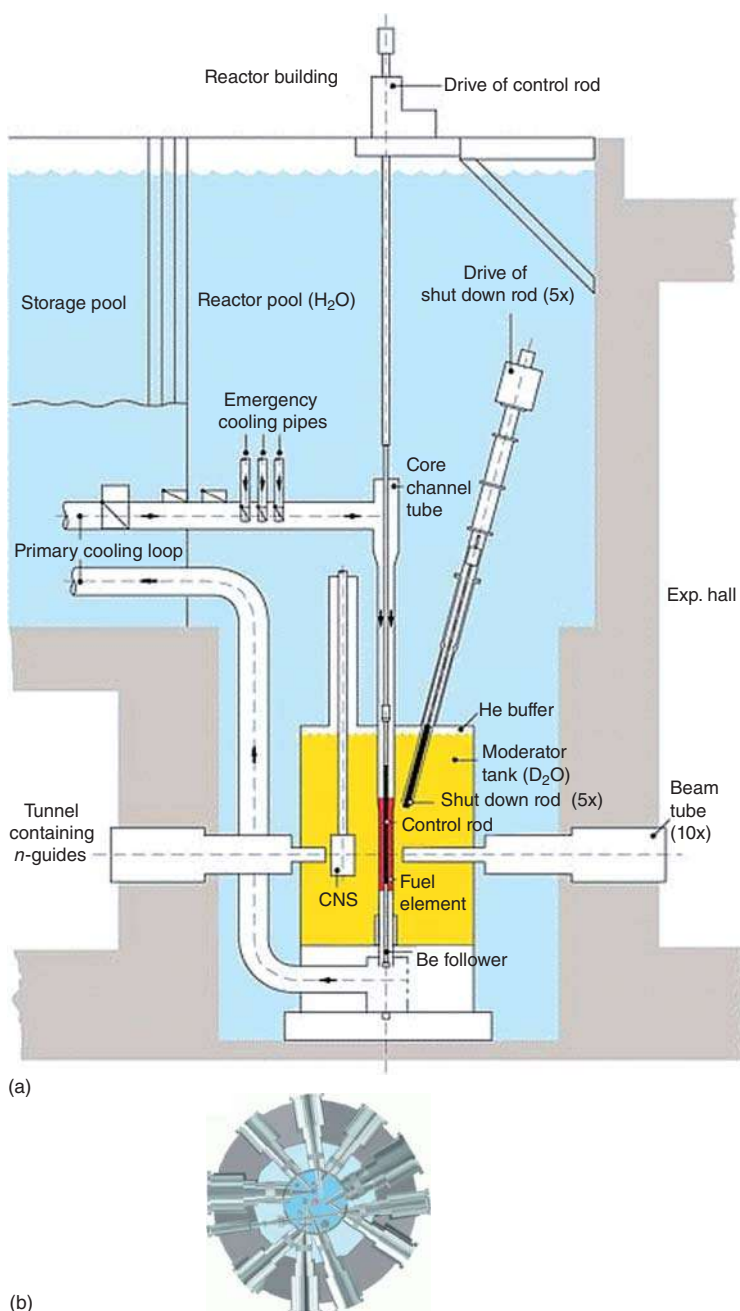 Reactor building
Drive of control rod
Storage pool
Reactor pool (H₂O)
Drive of
shut down rod (5x)
Emergency
cooling pipes
Core
channel
tube
Primary cooling loop
Exp. hall
He buffer
Moderator
tank (D₂O)
Shut down rod (5x)
Control rod
Beam
tube
(10x)
Tunnel
containing
n-guides
CNS
Fuel
element
Be follower
(a)
(b)